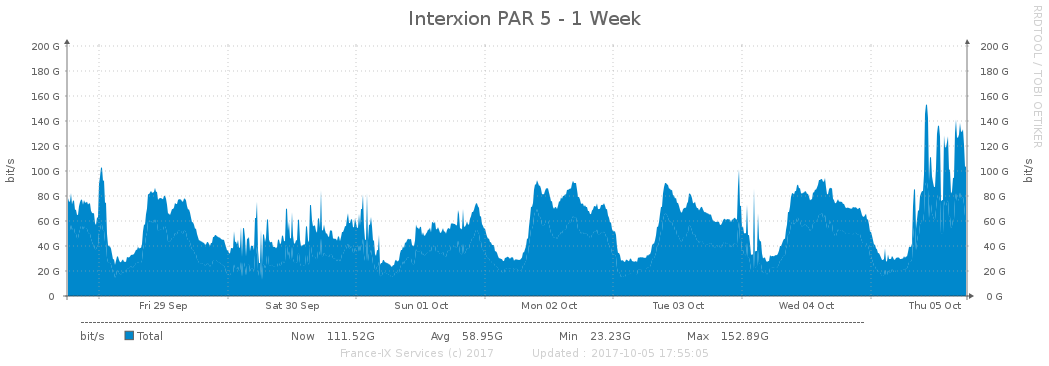 Interxion PAR 5 - 1 Week
RRDTOOL / TOBI OETIKER
bit/s
200 G 200 G
180 G 180 G
160 G 160 G
140 G 140 G
120 G 120 G
100 G 100 G
80 G 80 G
60 G 60 G
40 G 40 G
20 G 20 G
0 0 G
bit/s
Fri 29 Sep Sat 30 Sep Sun 01 Oct Mon 02 Oct Tue 03 Oct Wed 04 Oct Thu 05 Oct
bit/s Total Now 111.52G Avg 58.95G Min 23.23G Max 152.89G
France-IX Services (c) 2017 Updated : 2017-10-05 17:55:05